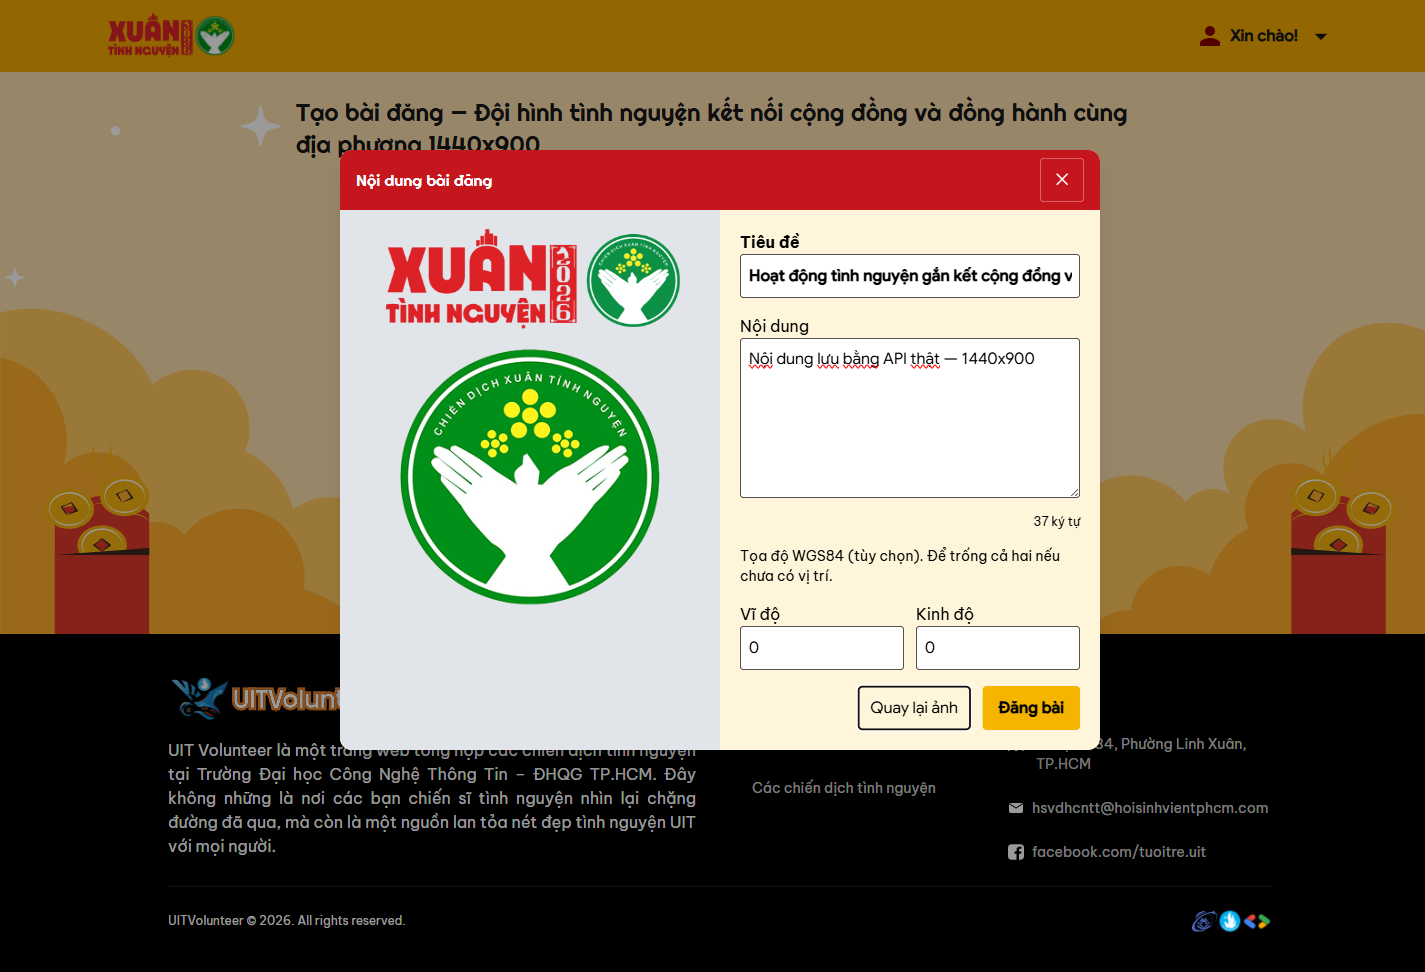 XUÂN
TÌNH NGUYỆN
2026
Xin chào!
Tạo bài đăng — Đội hình tình nguyện kết nối cộng đồng và đồng hành cùng
địa phương 1440x900
Nội dung bài đăng
XUÂN
TÌNH NGUYỆN
2026
CHIẾN DỊCH XUÂN TÌNH NGUYỆN
CHIẾN DỊCH XUÂN TÌNH NGUYỆN
Tiêu đề
Hoạt động tình nguyện gắn kết cộng đồng v
Nội dung
Nội dung lưu bằng API thật — 1440x900
37 ký tự
Tọa độ WGS84 (tùy chọn). Để trống cả hai nếu
chưa có vị trí.
Vĩ độ
Kinh độ
0
0
Quay lại ảnh
Đăng bài
UITVolunt
UIT Volunteer là một trang web tổng hợp các chiến dịch tình nguyện
tại Trường Đại học Công Nghệ Thông Tin – ĐHQG TP.HCM. Đây
không những là nơi các bạn chiến sĩ tình nguyện nhìn lại chặng
đường đã qua, mà còn là một nguồn lan tỏa nét đẹp tình nguyện UIT
với mọi người.
Các chiến dịch tình nguyện
34, Phường Linh Xuân,
TP.HCM
hsvdhcntt@hoisinhvientphcm.com
facebook.com/tuoitre.uit
UITVolunteer © 2026. All rights reserved.